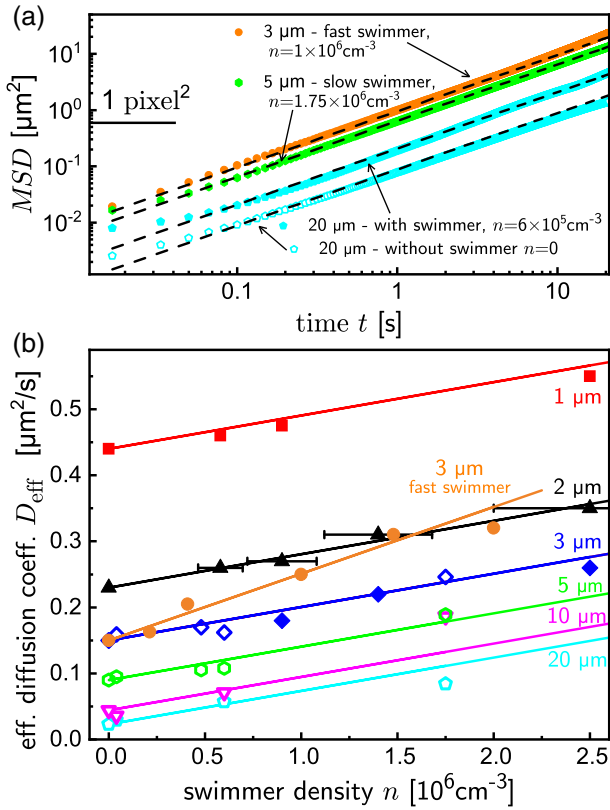 (a)
3 µm - fast swimmer,
n=1×10⁶cm⁻³
5 µm - slow swimmer,
n=1.75×10⁶cm⁻³
1 pixel²
20 µm - with swimmer, n=6×10⁵cm⁻³
20 µm - without swimmer n=0
MSD [µm²]
10¹
10⁰
10⁻¹
10⁻²
0.1 1 10
time t [s]
(b)
eff. diffusion coeff. D_eff [µm²/s]
0.5
0.4
0.3
0.2
0.1
0.0
1 µm
3 µm
fast swimmer
2 µm
3 µm
5 µm
10 µm
20 µm
0.0 0.5 1.0 1.5 2.0 2.5
swimmer density n [10⁶cm⁻³]